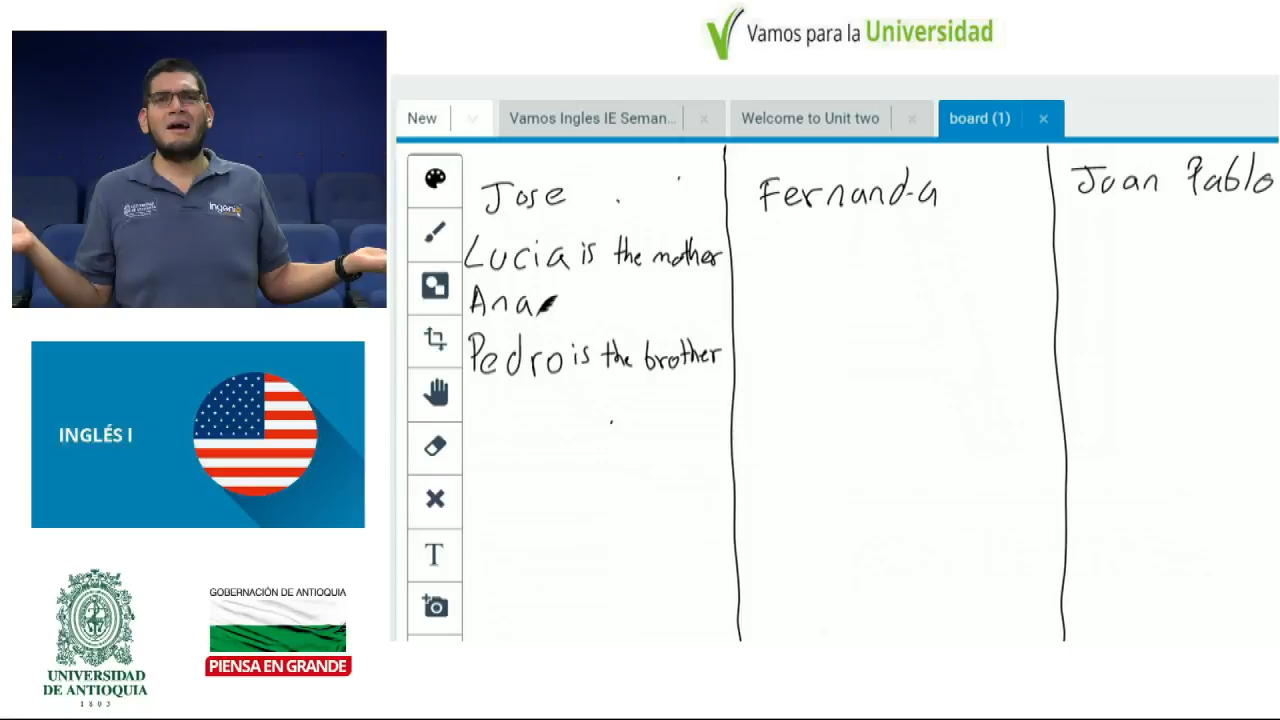 Vamos para la Universidad
New
Vamos Ingles IE Seman...
Welcome to Unit two
board (1)
Jose
Lucia is the mother
Ana
Pedro is the brother
Fernanda
Juan Pablo
ingenia
INGLÉS I
T
UNIVERSIDAD
DE ANTIOQUIA
1803
GOBERNACIÓN DE ANTIOQUIA
PIENSA EN GRANDE